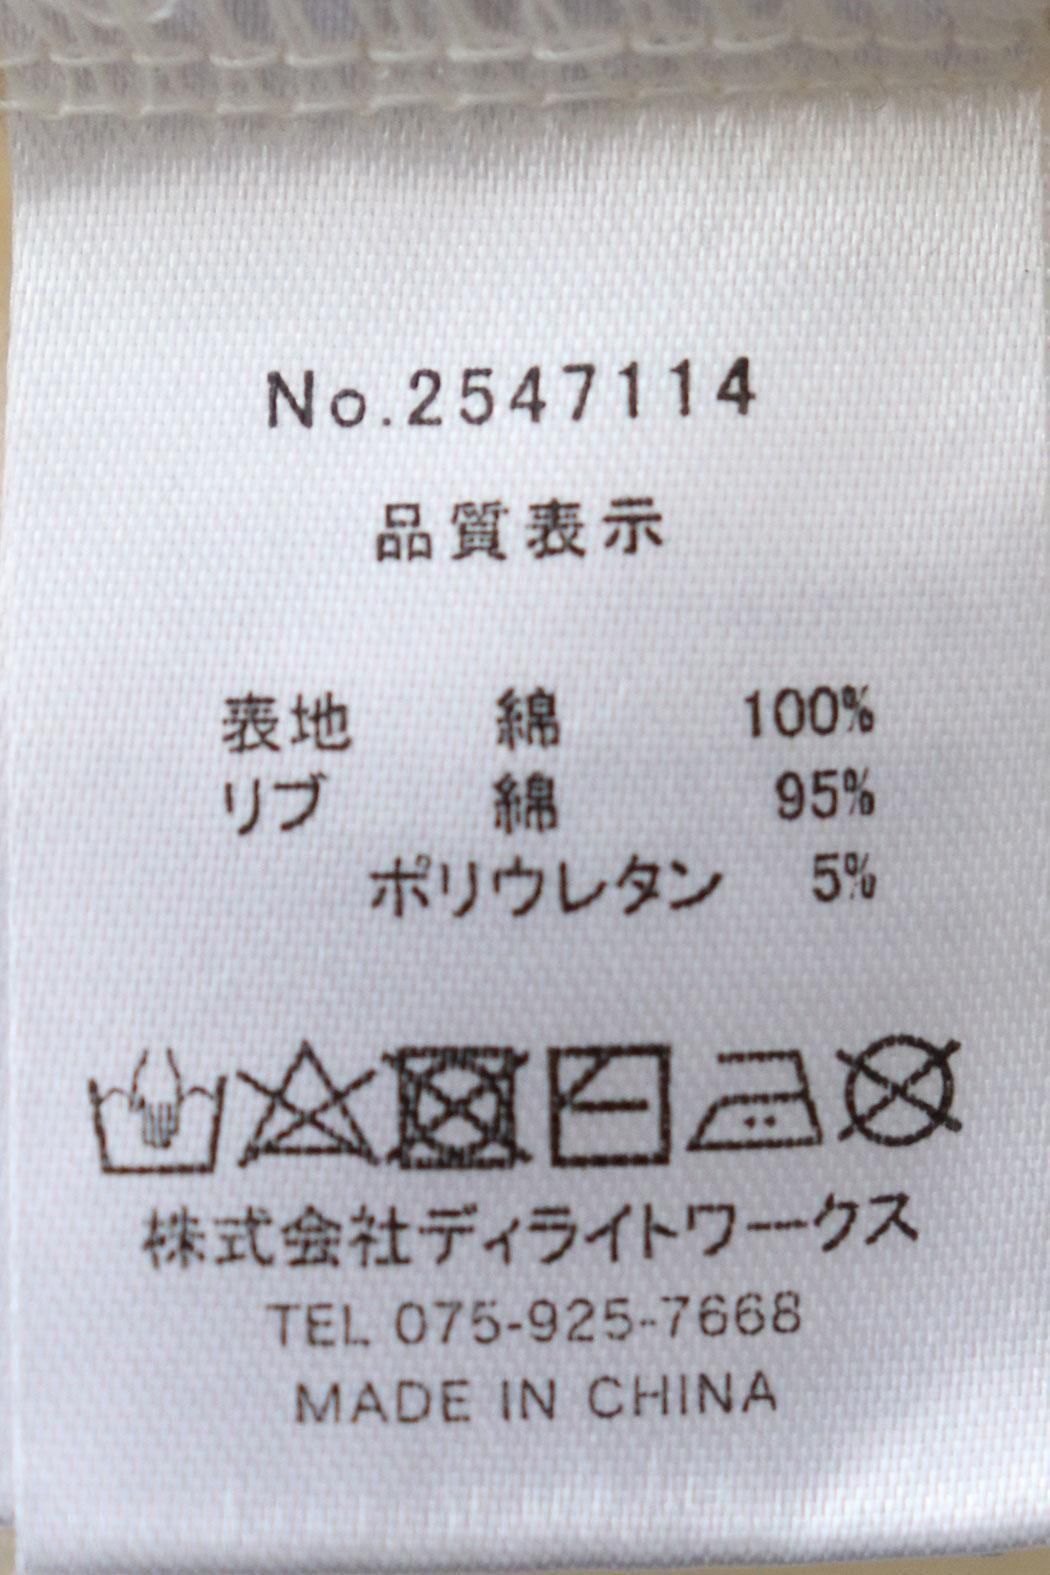 No.2547114
品質表示
表地 綿 100%
リブ 綿 95%
ポリウレタン 5%
株式会社ディライトワークス
TEL 075-925-7668
MADE IN CHINA